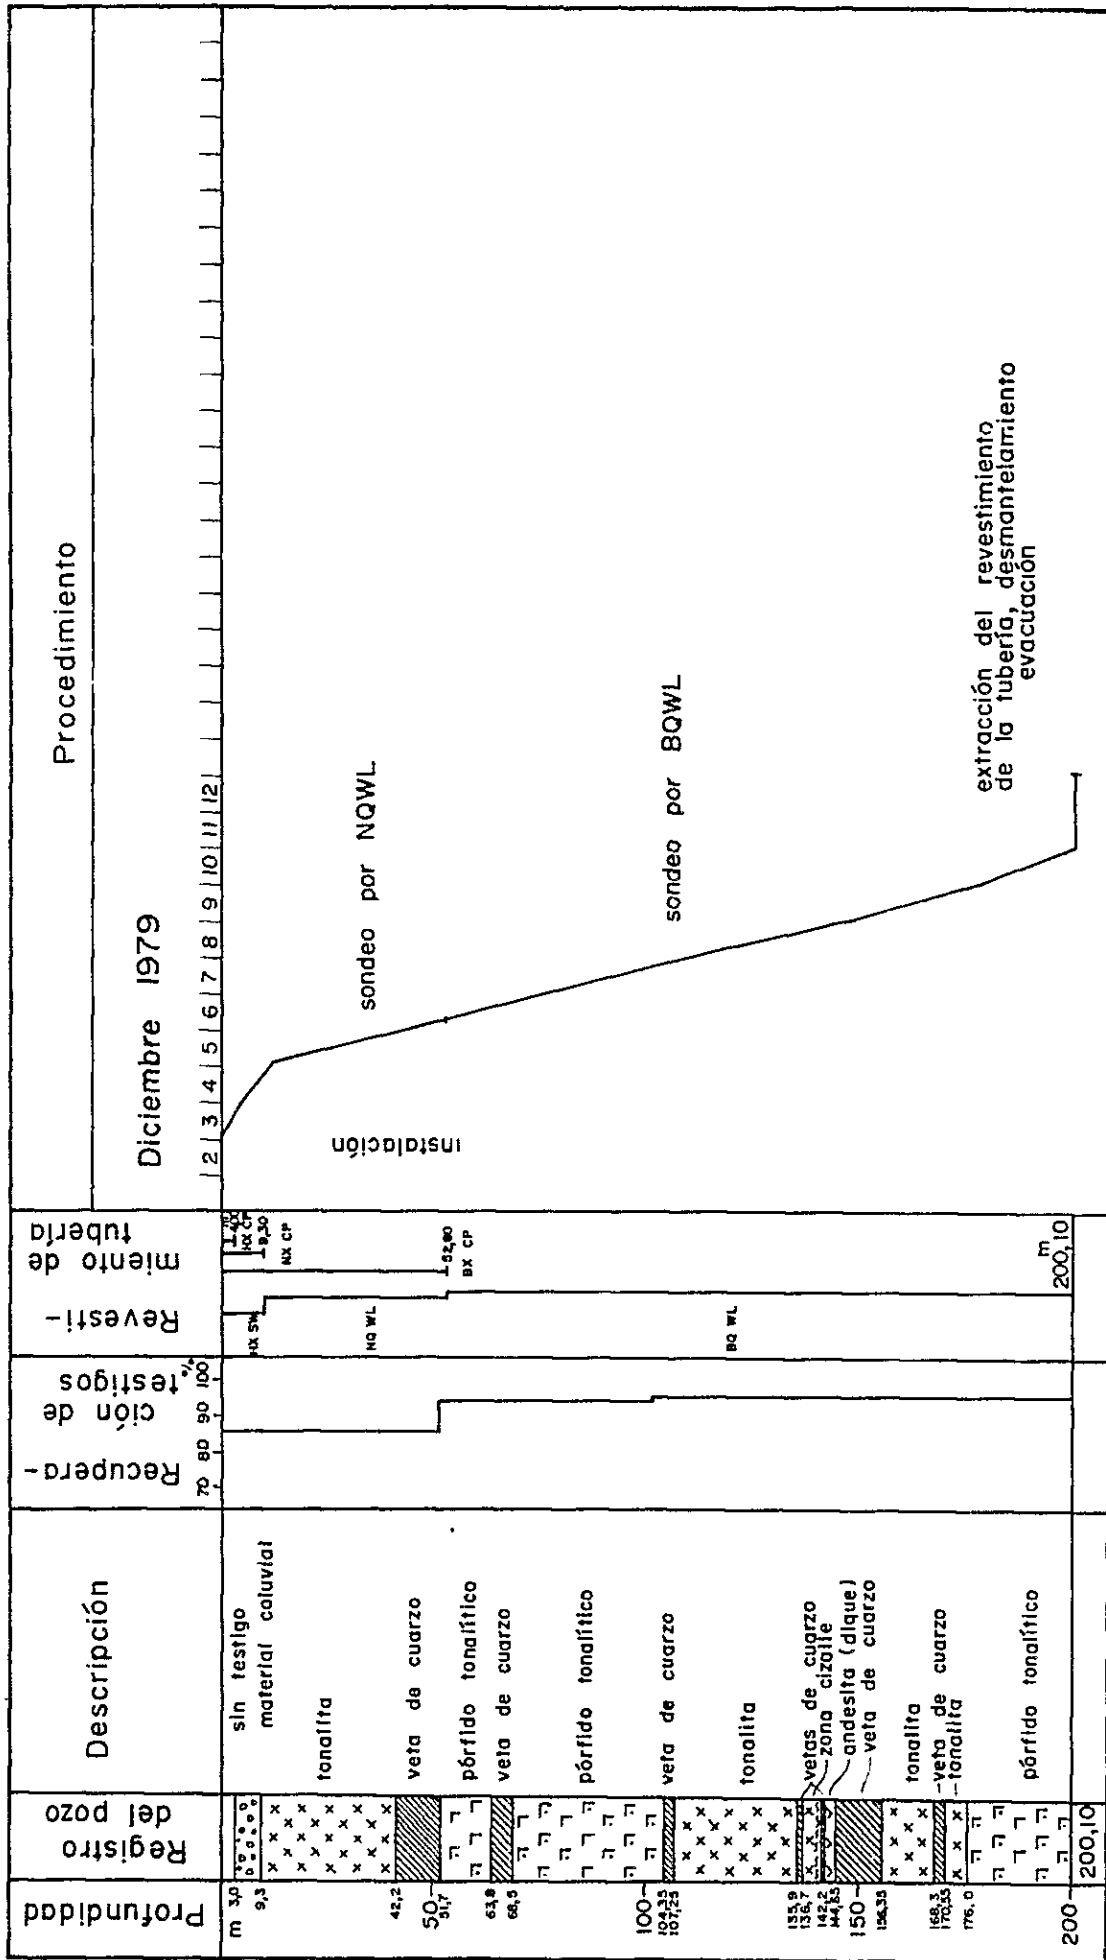 Profundidad
Registro
del pozo
Descripción
Recupera-
ción de
testigos
Revesti-
miento de
tubería
Procedimiento
Diciembre 1979
70 80 90 100 %
2 3 4 5 6 7 8 9 10 11 12
m
3,0
9,3
42,2
50
51,7
63,8
68,5
100
104,35
107,25
135,9
136,7
142,2
144,65
150
156,35
168,3
170,55
176,0
200
200,10
sin testigo
material coluvial
tonalita
veta de cuarzo
pórfido tonalítico
veta de cuarzo
pórfido tonalítico
veta de cuarzo
tonalita
vetas de cuarzo
zona cizalle
andesita (dique)
veta de cuarzo
tonalita
veta de cuarzo
tonalita
pórfido tonalítico
HX SW
NQ WL
BQ WL
4,00
HX CP
9,30
NX CP
52,80
BX CP
m
200,10
instalación
sondeo por NQWL
sondeo por BQWL
extracción del revestimiento
de la tubería, desmantelamiento
evacuación